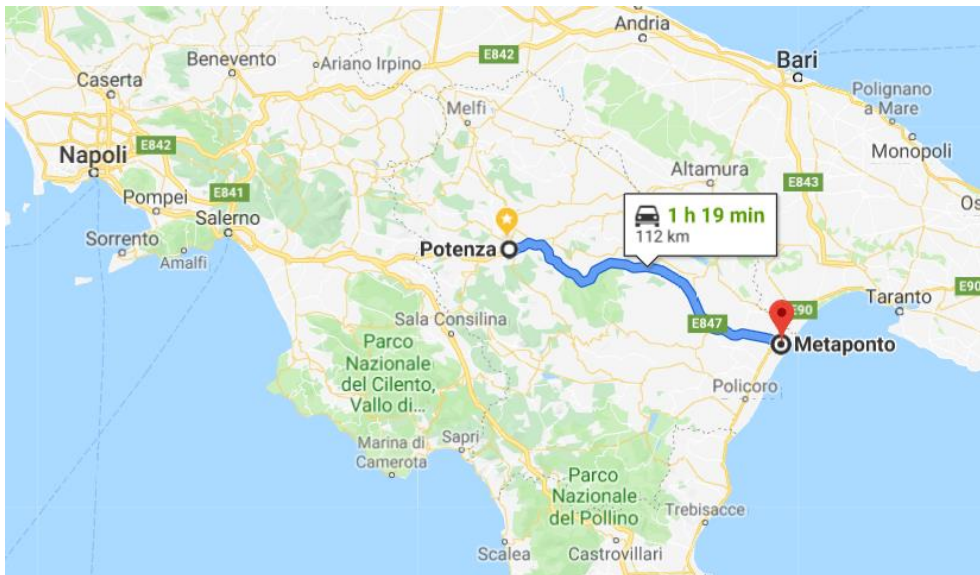 Andria
E842
Bari
Benevento
Ariano Irpino
Caserta
Polignano
a Mare
Melfi
E842
Napoli
Monopoli
Altamura
E843
E841
Pompei
Salerno
1 h 19 min
112 km
Sorrento
Amalfi
Potenza
Taranto
E90
E90
E847
Sala Consilina
Metaponto
Parco
Nazionale
del Cilento,
Vallo di...
Policoro
Marina di
Camerota
Sapri
Parco
Nazionale
del Pollino
Trebisacce
Scalea
Castrovillari